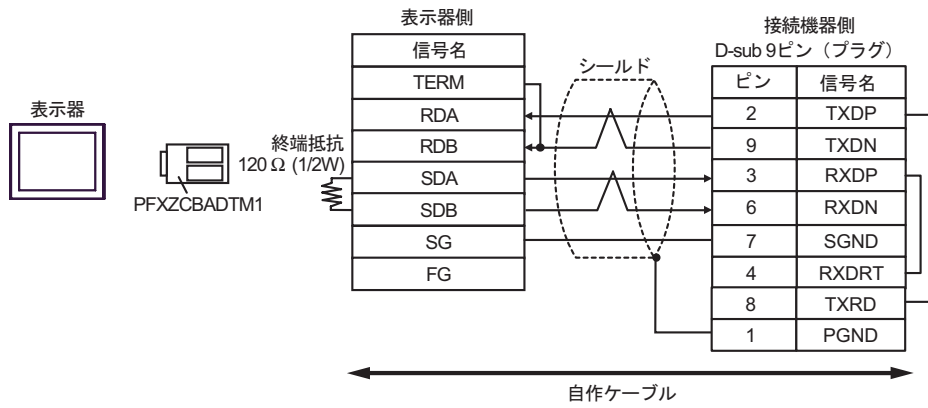 表示器側
接続機器側
D-sub 9ピン（プラグ）
信号名
シールド
ピン 信号名
TERM
表示器
RDA
2 TXDP
終端抵抗
RDB
9 TXDN
120 Ω (1/2W)
SDA
3 RXDP
PFXZCBADTM1
SDB
6 RXDN
SG
7 SGND
FG
4 RXDRT
8 TXRD
1 PGND
自作ケーブル